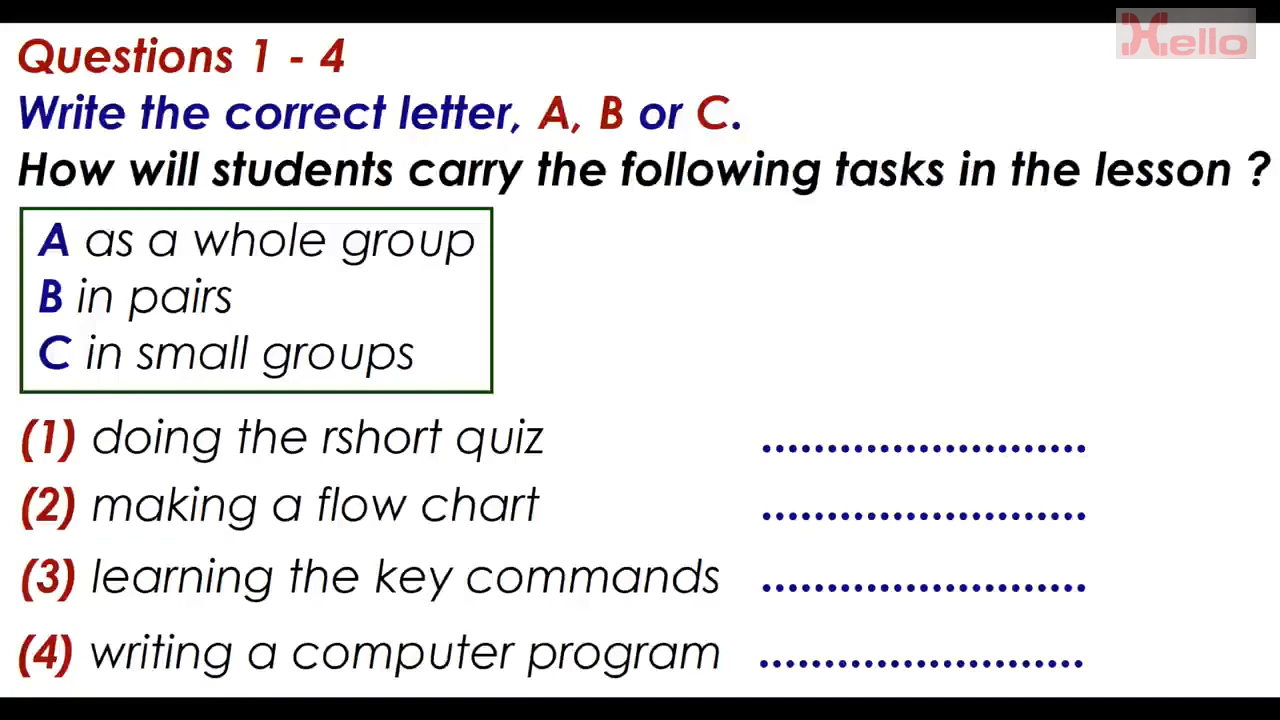 Hello
Questions 1 - 4
Write the correct letter, A, B or C.
How will students carry the following tasks in the lesson ?
A as a whole group
B in pairs
C in small groups
(1) doing the rshort quiz ........................
(2) making a flow chart ........................
(3) learning the key commands ........................
(4) writing a computer program ........................